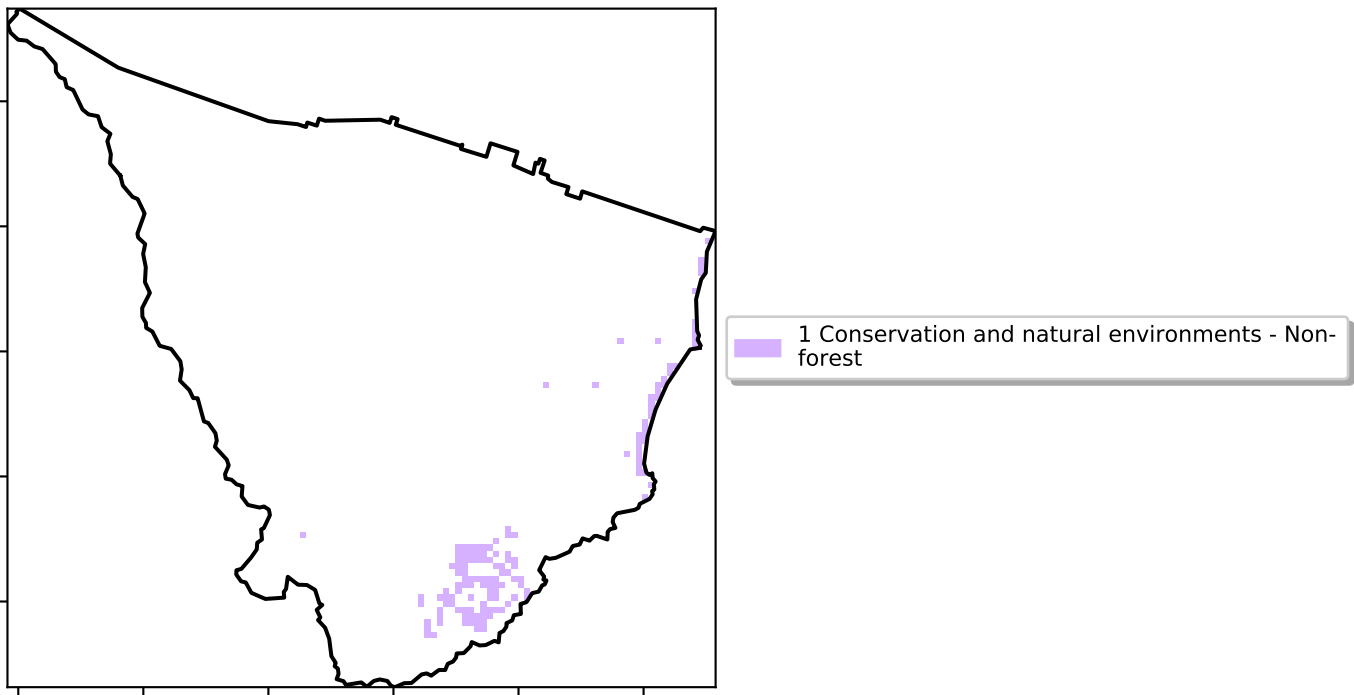 1 Conservation and natural environments - Non-
forest